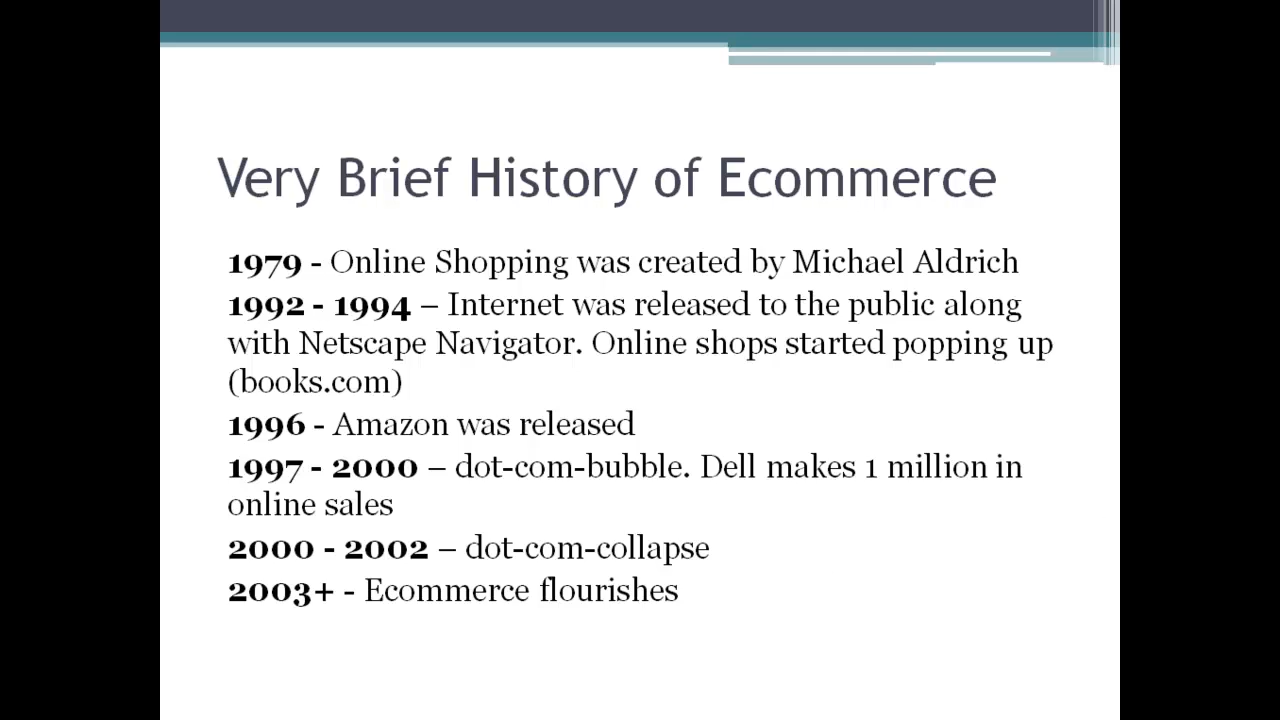 Very Brief History of Ecommerce
1979 - Online Shopping was created by Michael Aldrich
1992 - 1994 – Internet was released to the public along
with Netscape Navigator. Online shops started popping up
(books.com)
1996 - Amazon was released
1997 - 2000 – dot-com-bubble. Dell makes 1 million in
online sales
2000 - 2002 – dot-com-collapse
2003+ - Ecommerce flourishes